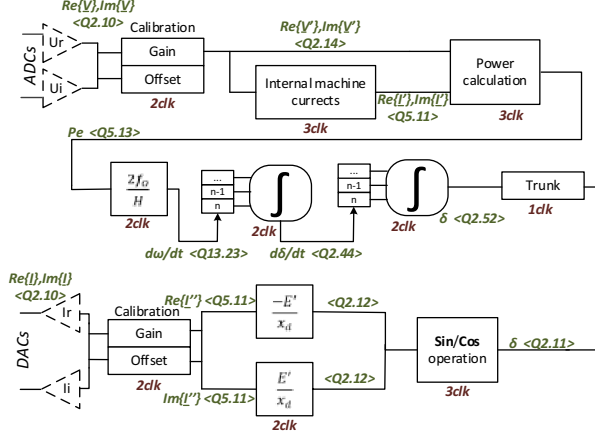 Re{V},Im{V}
<Q2.10>
ADCs
Ur
Ui
Calibration
Gain
Offset
2clk
Re{V'},Im{V'}
<Q2.14>
Internal machine
currects
3clk
Re{I'},Im{I'}
<Q5.11>
Power
calculation
3clk
Pe <Q5.13>
2f₀
H
2clk
dω/dt <Q13.23>
...
n-1
n
∫
2clk
dδ/dt <Q2.44>
...
n-1
n
∫
2clk
δ <Q2.52>
Trunk
1clk
Re{I},Im{I}
<Q2.10>
DACs
Ir
Ii
Calibration
Gain
Offset
2clk
Re{I''} <Q5.11>
-E'
x_d
<Q2.12>
Im{I''} <Q5.11>
E'
x_d
2clk
<Q2.12>
Sin/Cos
operation
3clk
δ <Q2.11>